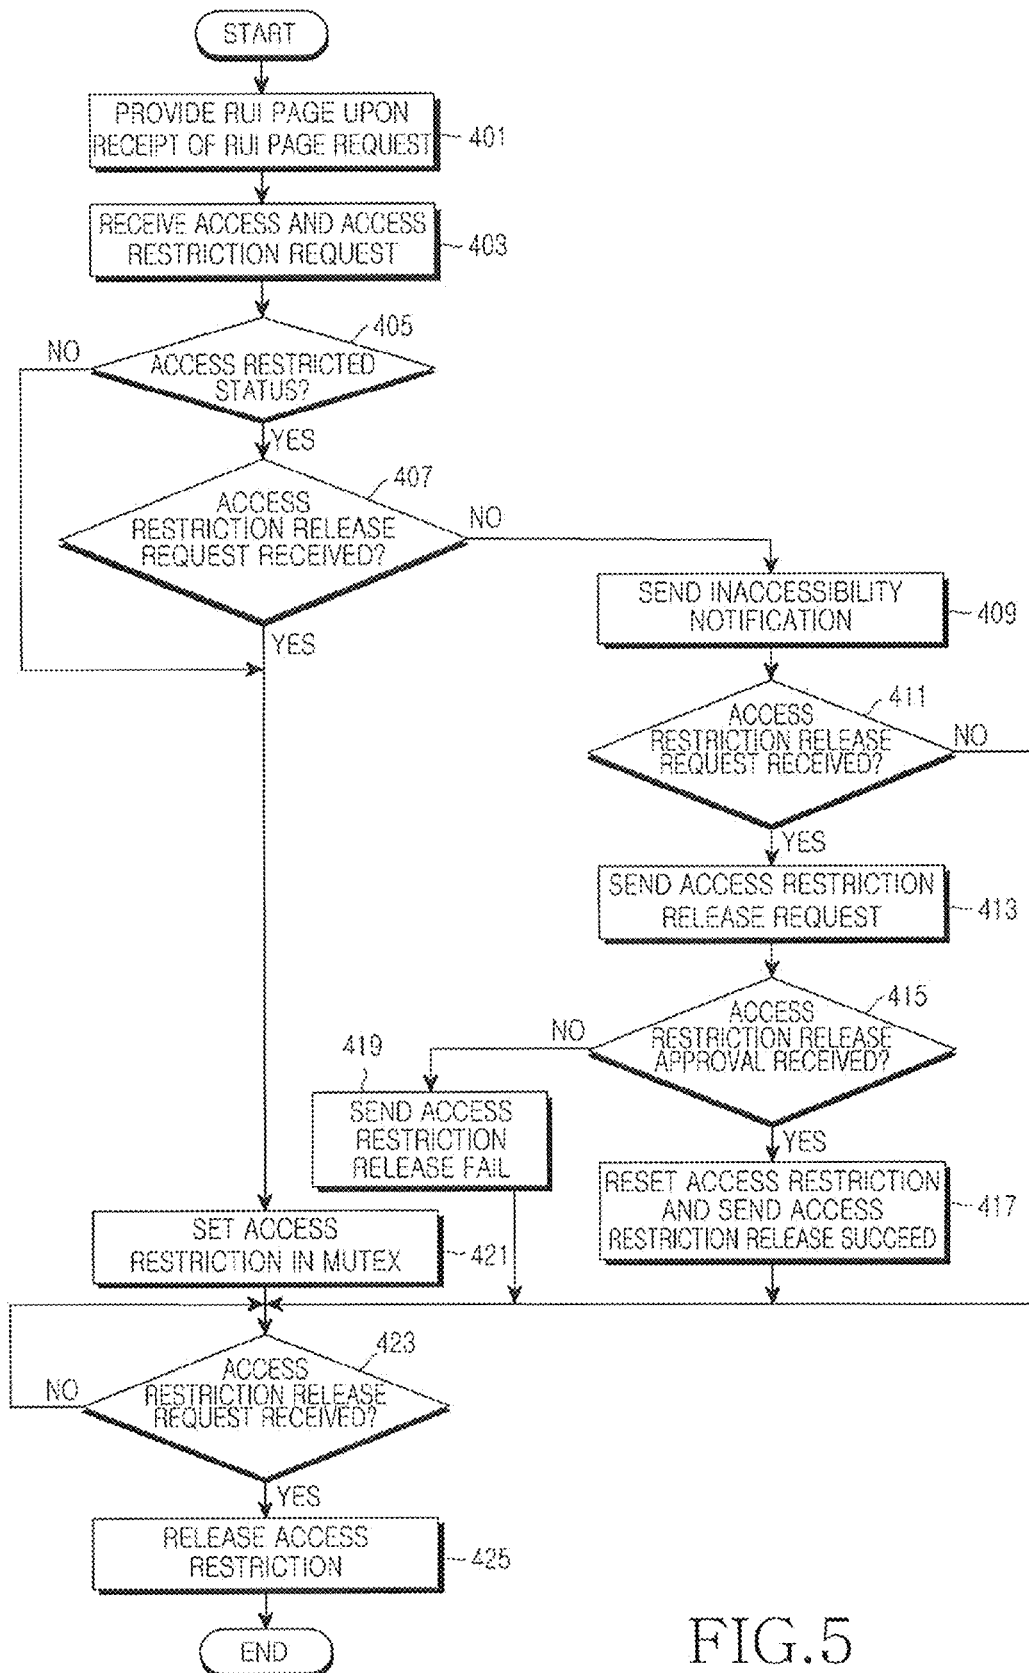 START
PROVIDE RUI PAGE UPON
RECEIPT OF RUI PAGE REQUEST
401
RECEIVE ACCESS AND ACCESS
RESTRICTION REQUEST
403
405
NO
ACCESS RESTRICTED
STATUS?
YES
407
ACCESS
RESTRICTION RELEASE
REQUEST RECEIVED?
NO
YES
SEND INACCESSIBILITY
NOTIFICATION
409
411
ACCESS
RESTRICTION RELEASE
REQUEST RECEIVED?
NO
YES
SEND ACCESS RESTRICTION
RELEASE REQUEST
413
415
ACCESS
RESTRICTION RELEASE
APPROVAL RECEIVED?
NO
YES
419
SEND ACCESS
RESTRICTION
RELEASE FAIL
RESET ACCESS RESTRICTION
AND SEND ACCESS
RESTRICTION RELEASE SUCCEED
417
SET ACCESS
RESTRICTION IN MUTEX
421
423
ACCESS
RESTRICTION RELEASE
REQUEST RECEIVED?
NO
YES
RELEASE ACCESS
RESTRICTION
425
END
FIG.5